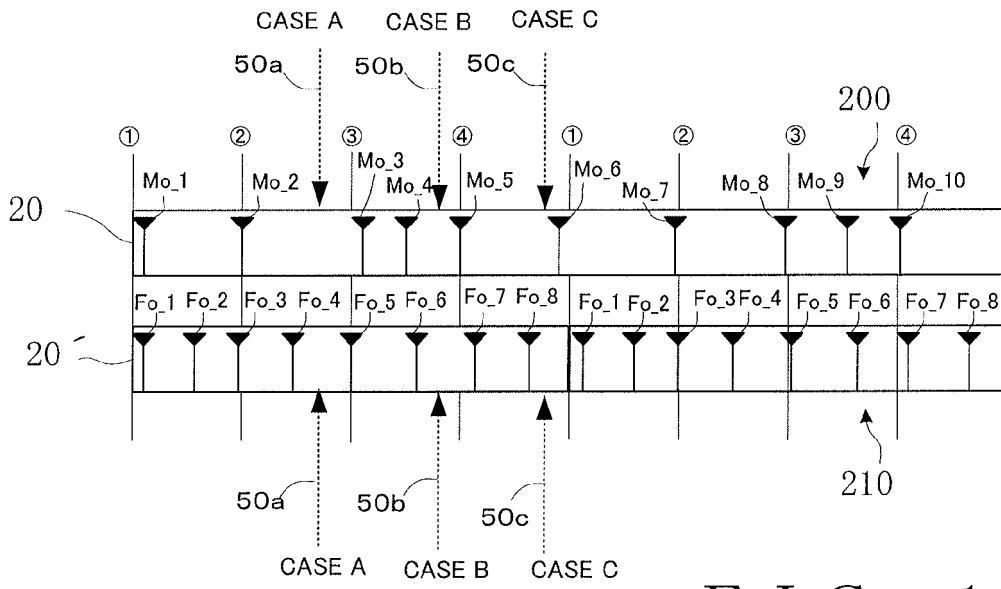 CASE A CASE B CASE C
50a 50b 50c
200
① ② ③ ④ ① ② ③ ④
Mo_1 Mo_2 Mo_3 Mo_4 Mo_5 Mo_6 Mo_7 Mo_8 Mo_9 Mo_10
20
Fo_1 Fo_2 Fo_3 Fo_4 Fo_5 Fo_6 Fo_7 Fo_8 Fo_1 Fo_2 Fo_3 Fo_4 Fo_5 Fo_6 Fo_7 Fo_8
20´
50a 50b 50c
210
CASE A CASE B CASE C